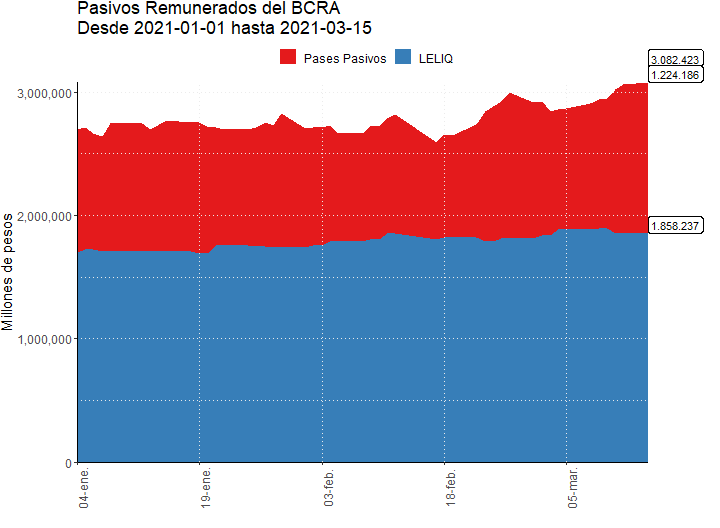 Pasivos Remunerados del BCRA
Desde 2021-01-01 hasta 2021-03-15
Pases Pasivos
LELIQ
3.082.423
1.224.186
1.858.237
Millones de pesos
3,000,000
2,000,000
1,000,000
0
04-ene.
19-ene.
03-feb.
18-feb.
05-mar.